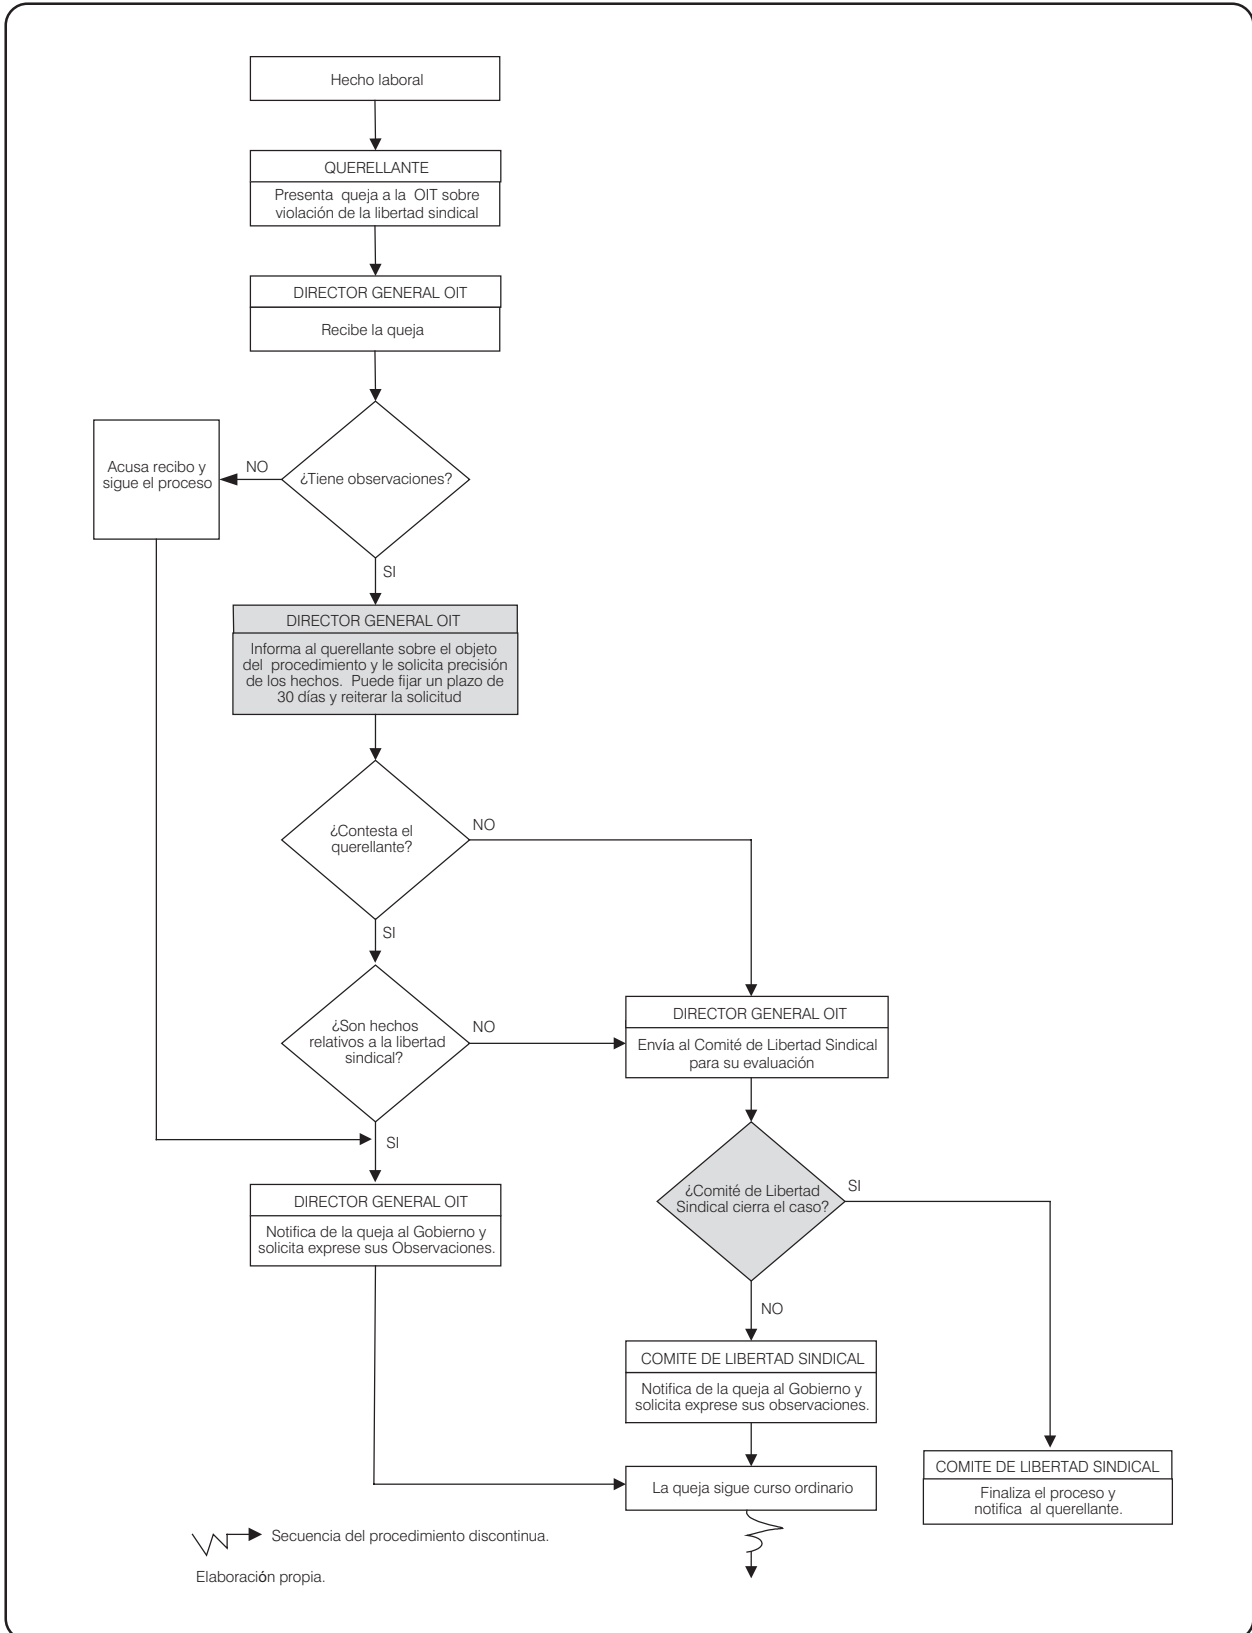 Hecho laboral
QUERELLANTE
Presenta queja a la OIT sobre
violación de la libertad sindical
DIRECTOR GENERAL OIT
Recibe la queja
¿Tiene observaciones?
NO
Acusa recibo y
sigue el proceso
SI
DIRECTOR GENERAL OIT
Informa al querellante sobre el objeto
del procedimiento y le solicita precisión
de los hechos. Puede fijar un plazo de
30 días y reiterar la solicitud
¿Contesta el
querellante?
NO
SI
¿Son hechos
relativos a la libertad
sindical?
NO
DIRECTOR GENERAL OIT
Envía al Comité de Libertad Sindical
para su evaluación
SI
DIRECTOR GENERAL OIT
Notifica de la queja al Gobierno y
solicita exprese sus Observaciones.
¿Comité de Libertad
Sindical cierra el caso?
SI
NO
COMITE DE LIBERTAD SINDICAL
Notifica de la queja al Gobierno y
solicita exprese sus observaciones.
La queja sigue curso ordinario
COMITE DE LIBERTAD SINDICAL
Finaliza el proceso y
notifica al querellante.
Secuencia del procedimiento discontinua.
Elaboración propia.